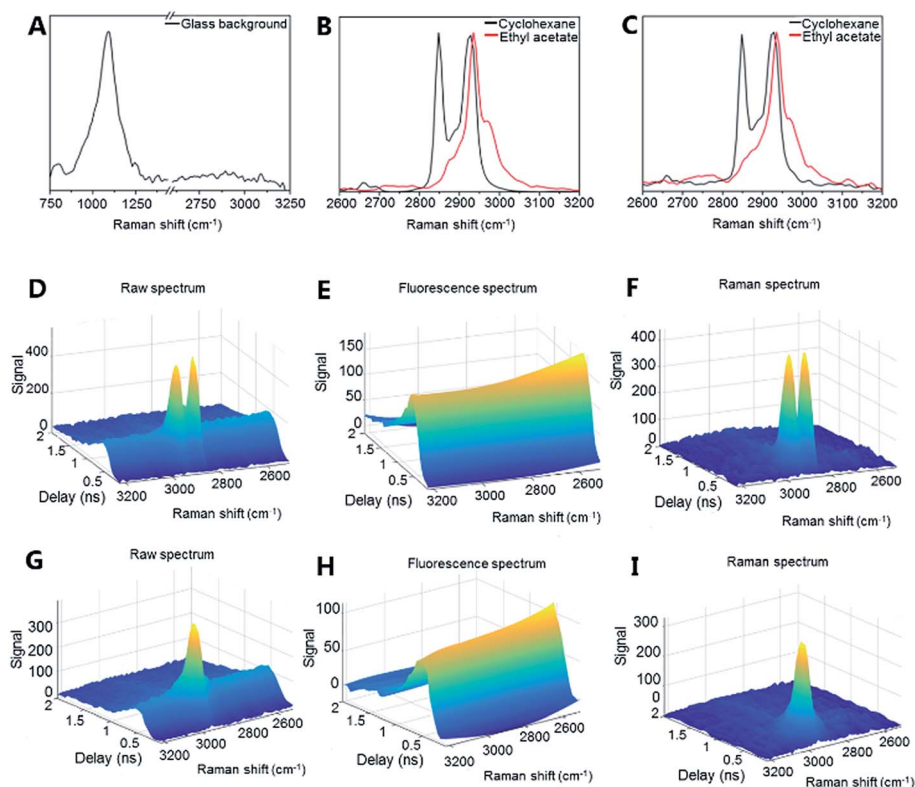 A
Glass background
750 1000 1250 2750 3000 3250
Raman shift (cm-1)
B
Cyclohexane
Ethyl acetate
2600 2700 2800 2900 3000 3100 3200
Raman shift (cm-1)
C
Cyclohexane
Ethyl acetate
2600 2700 2800 2900 3000 3100 3200
Raman shift (cm-1)
D
Raw spectrum
Signal
400
200
0
2
1.5
1
0.5
Delay (ns)
3200 3000 2800 2600
Raman shift (cm-1)
E
Fluorescence spectrum
Signal
150
100
50
0
2
1.5
1
0.5
Delay (ns)
3200 3000 2800 2600
Raman shift (cm-1)
F
Raman spectrum
Signal
400
300
200
100
0
2
1.5
1
0.5
Delay (ns)
3200 3000 2800 2600
Raman shift (cm-1)
G
Raw spectrum
Signal
300
200
100
0
2
1.5
1
0.5
Delay (ns)
3200 3000 2800 2600
Raman shift (cm-1)
H
Fluorescence spectrum
Signal
100
50
0
2
1.5
1
0.5
Delay (ns)
3200 3000 2800 2600
Raman shift (cm-1)
I
Raman spectrum
Signal
300
200
100
0
2
1.5
1
0.5
Delay (ns)
3200 3000 2800 2600
Raman shift (cm-1)